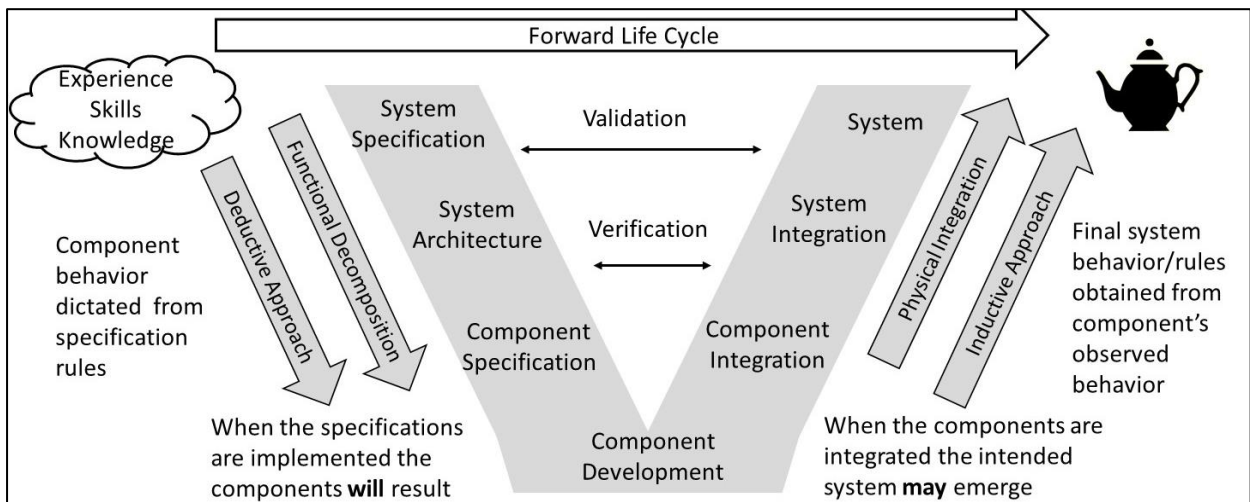 Forward Life Cycle
Experience
Skills
Knowledge
Deductive Approach
Functional Decomposition
Component
behavior
dictated from
specification
rules
When the specifications
are implemented the
components will result
System
Specification
System
Architecture
Component
Specification
Component
Development
Validation
Verification
System
System
Integration
Component
Integration
Physical Integration
Inductive Approach
Final system
behavior/rules
obtained from
component’s
observed
behavior
When the components are
integrated the intended
system may emerge